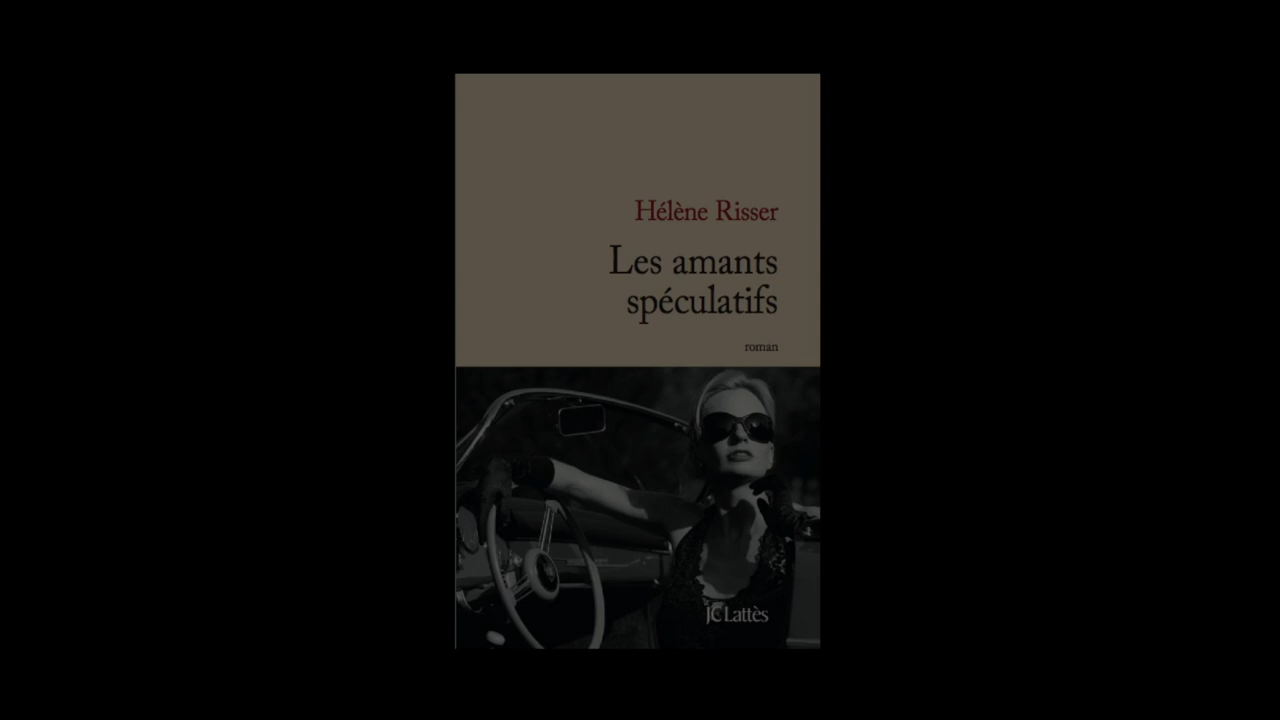 Hélène Risser
Les amants
spéculatifs
roman
JC Lattès